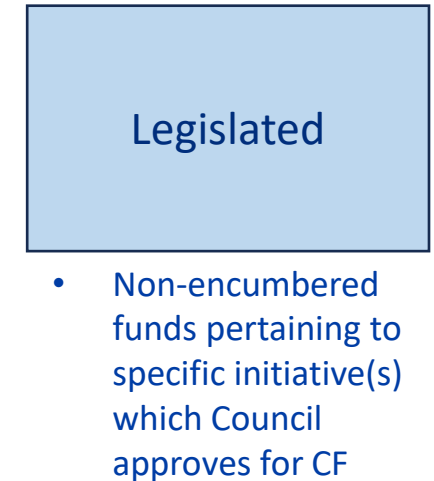 Legislated
• Non-encumbered
funds pertaining to
specific initiative(s)
which Council
approves for CF